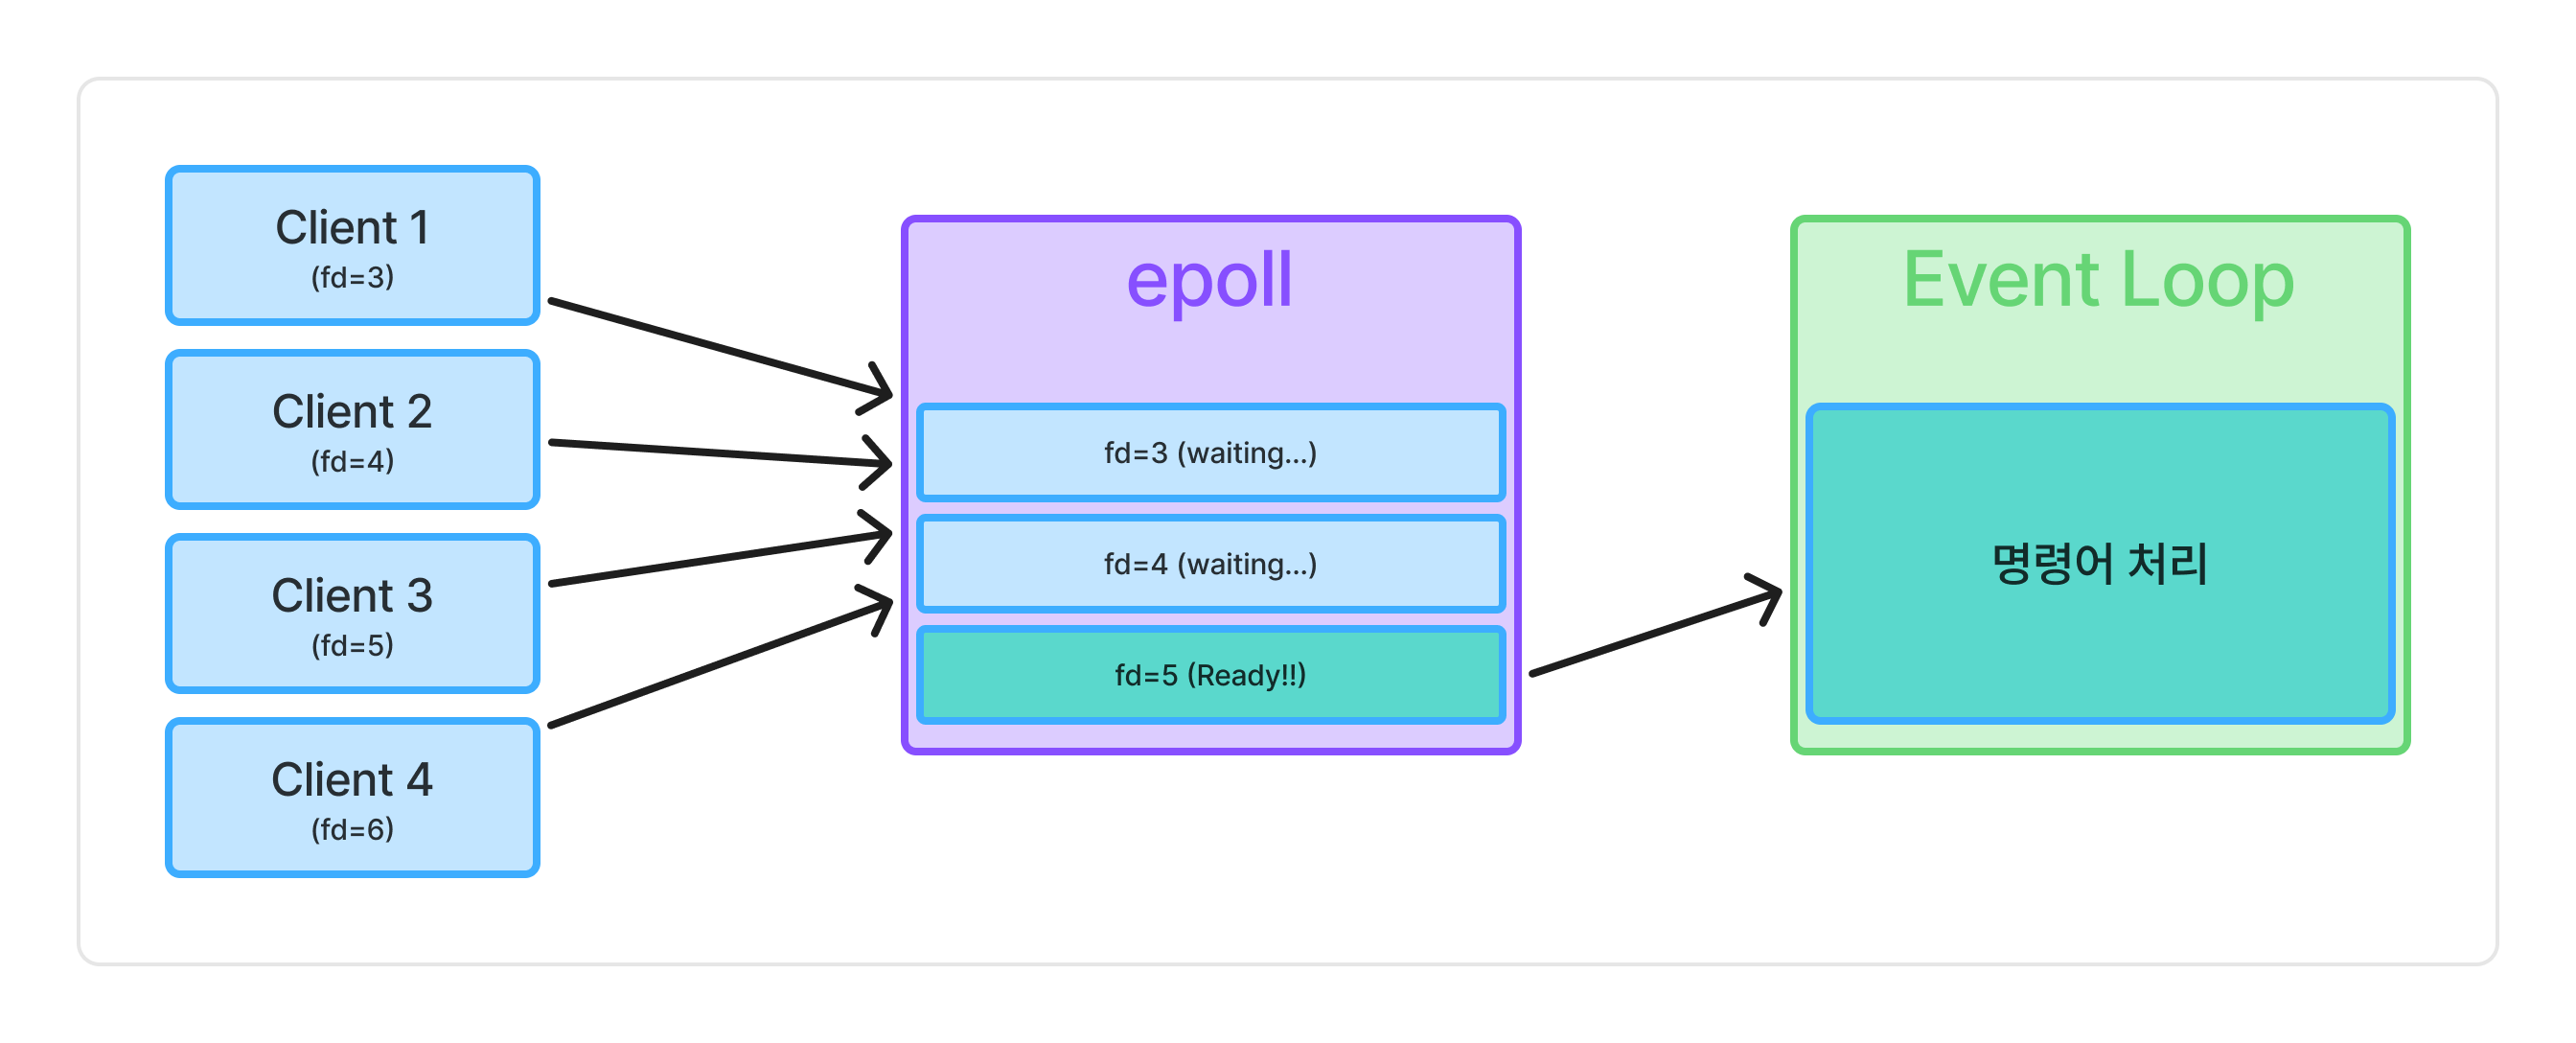 Client 1
(fd=3)
Client 2
(fd=4)
Client 3
(fd=5)
Client 4
(fd=6)
epoll
fd=3 (waiting...)
fd=4 (waiting...)
fd=5 (Ready!!)
Event Loop
명령어 처리